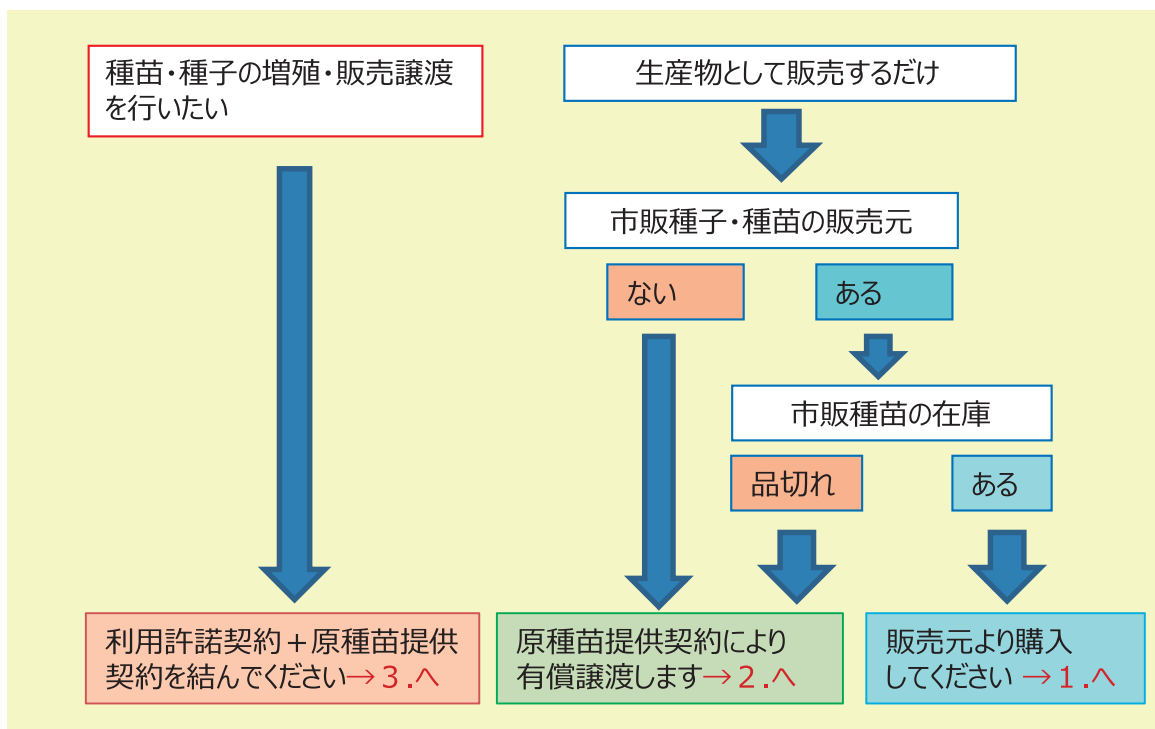 種苗・種子の増殖・販売譲渡
を行いたい
生産物として販売するだけ
市販種子・種苗の販売元
ない
ある
市販種苗の在庫
品切れ
ある
利用許諾契約+原種苗提供
契約を結んでください→3.へ
原種苗提供契約により
有償譲渡します→2.へ
販売元より購入
してください →1.へ